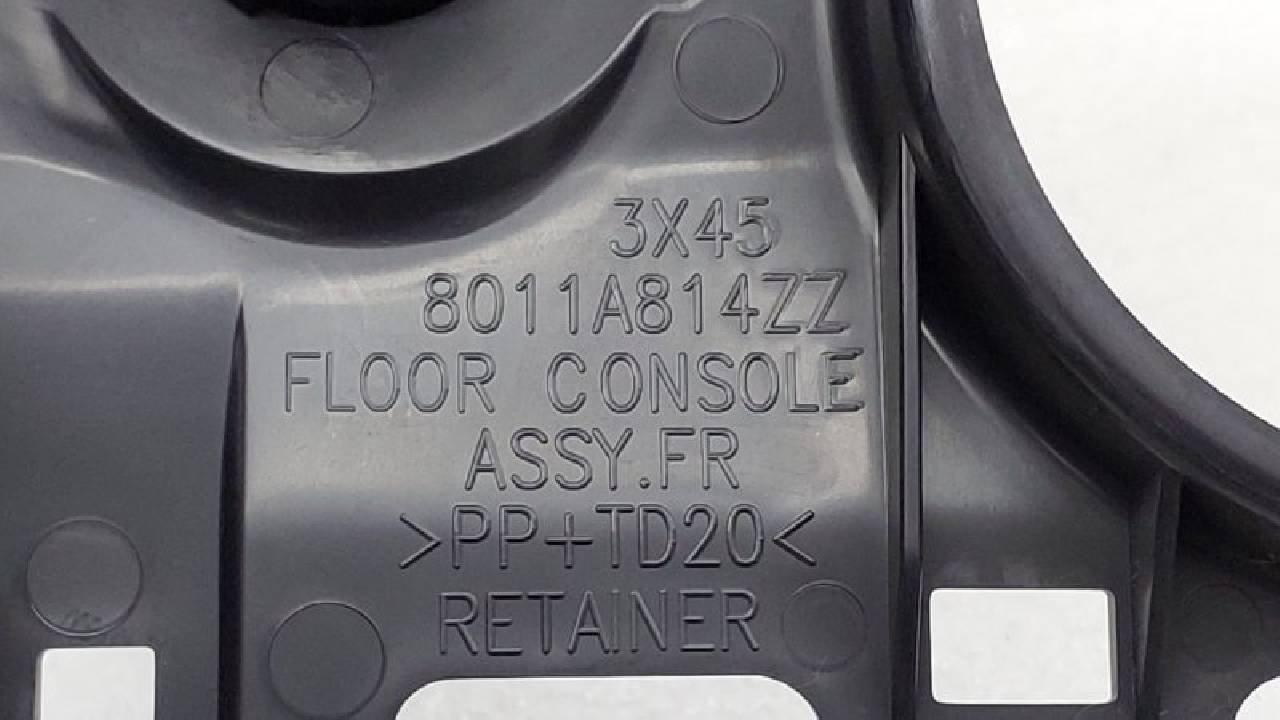 3X45
8011A814ZZ
FLOOR CONSOLE
ASSY.FR
>PP+TD20<
RETAINER